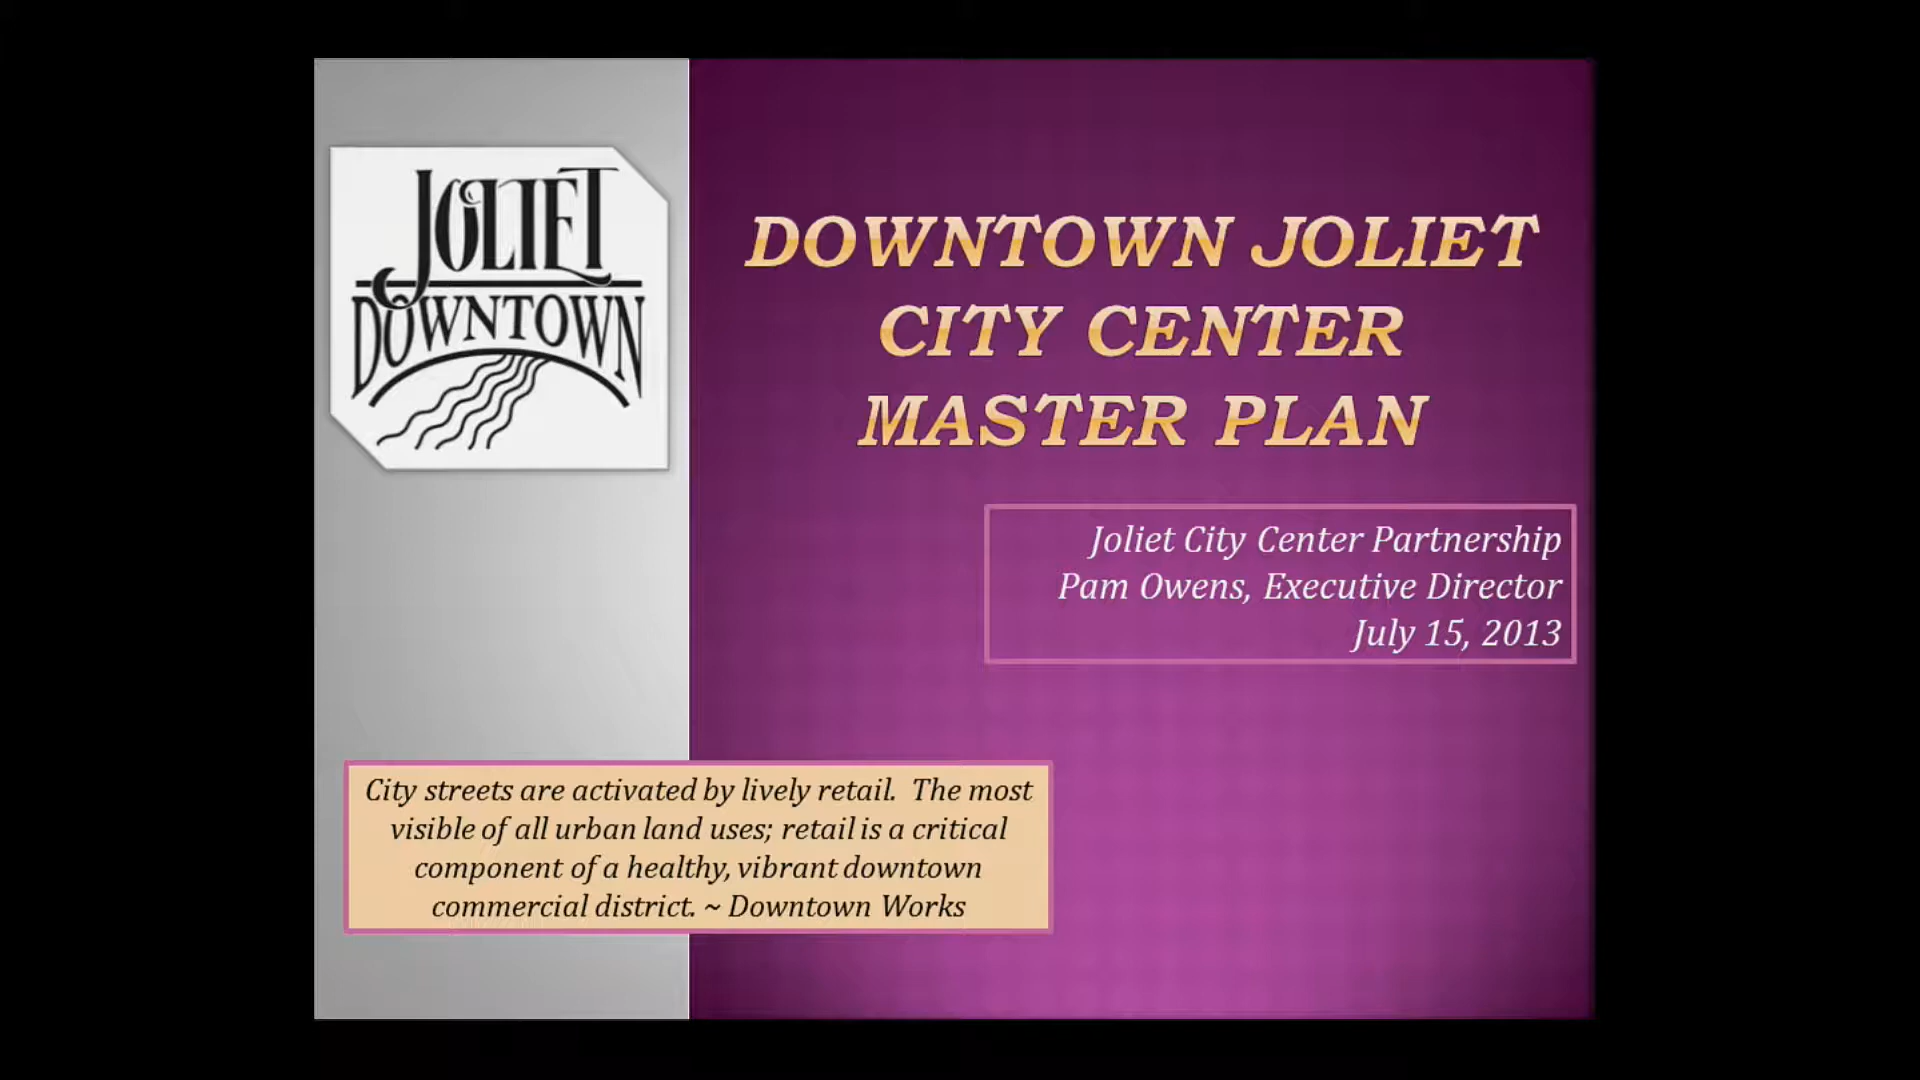 JOLIET
DOWNTOWN
DOWNTOWN JOLIET
CITY CENTER
MASTER PLAN
Joliet City Center Partnership
Pam Owens, Executive Director
July 15, 2013
City streets are activated by lively retail.  The most
visible of all urban land uses; retail is a critical
component of a healthy, vibrant downtown
commercial district. ~ Downtown Works